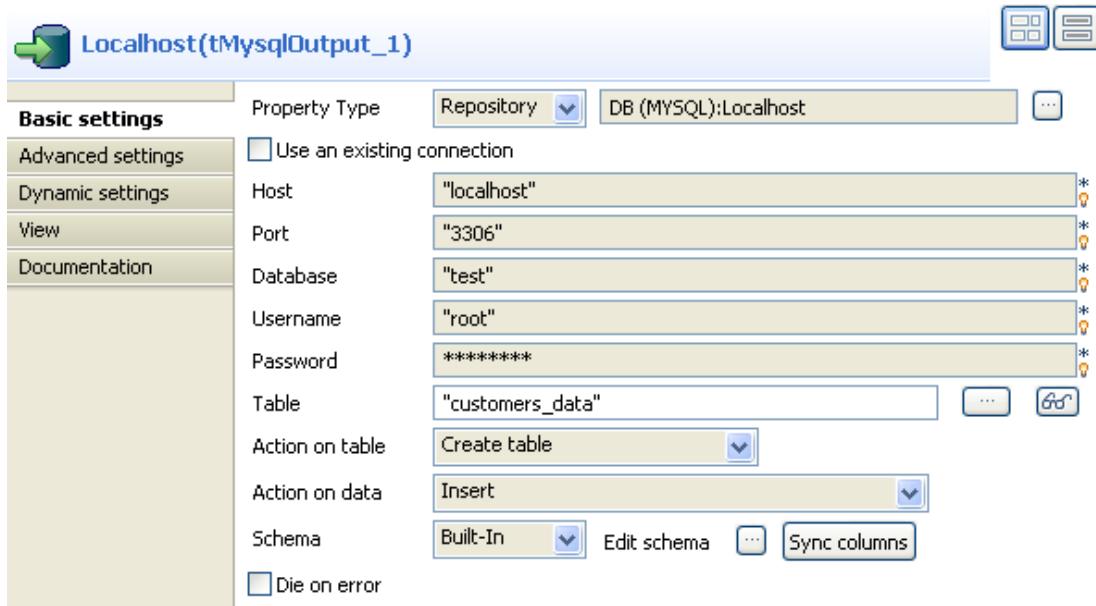 Localhost(tMysqlOutput_1)
Basic settings
Advanced settings
Dynamic settings
View
Documentation
Property Type Repository DB (MYSQL):Localhost ...
Use an existing connection
Host "localhost" *
Port "3306" *
Database "test" *
Username "root" *
Password ******** *
Table "customers_data" ...
Action on table Create table
Action on data Insert
Schema Built-In Edit schema ... Sync columns
Die on error